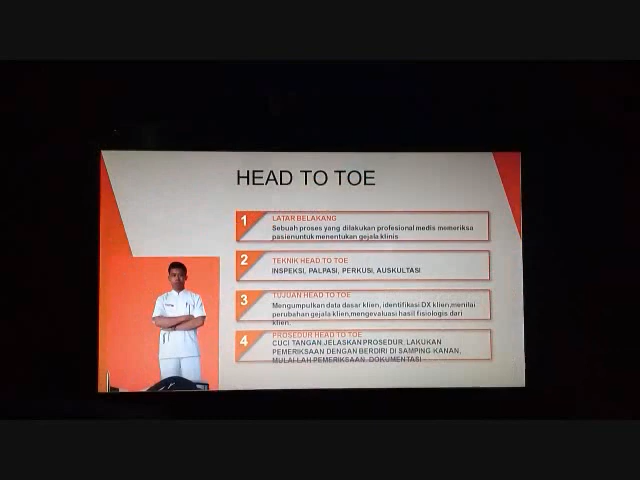 HEAD TO TOE
1
LATAR BELAKANG
Sebuah proses yang dilakukan profesional medis memeriksa
pasienuntuk menentukan gejala klinis
2
TEKNIK HEAD TO TOE
INSPEKSI, PALPASI, PERKUSI, AUSKULTASI
3
TUJUAN HEAD TO TOE
Mengumpulkan data dasar klien, identifikasi DX klien,menilai
perubahan gejala klien,mengevaluasi hasil fisiologis dari
klien.
4
PROSEDUR HEAD TO TOE
CUCI TANGAN,JELASKAN PROSEDUR, LAKUKAN
PEMERIKSAAN DENGAN BERDIRI DI SAMPING KANAN,
MULAI LAH PEMERIKSAAN DOKUMENTASI